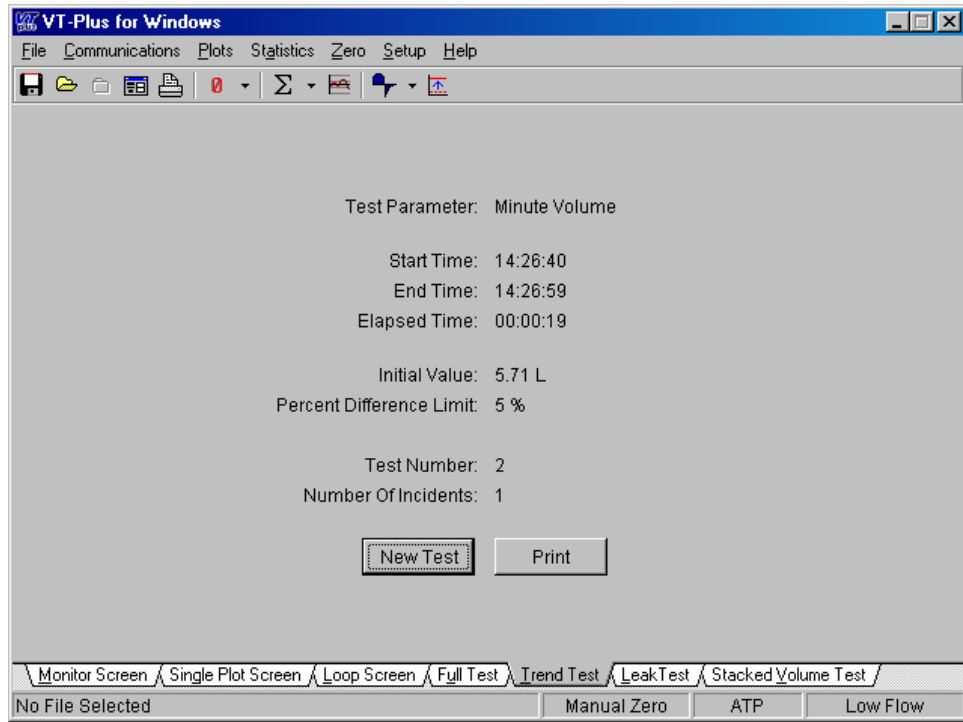 VT-Plus for Windows
File Communications Plots Statistics Zero Setup Help
Test Parameter: Minute Volume
Start Time: 14:26:40
End Time: 14:26:59
Elapsed Time: 00:00:19
Initial Value: 5.71 L
Percent Difference Limit: 5 %
Test Number: 2
Number Of Incidents: 1
New Test Print
Monitor Screen Single Plot Screen Loop Screen Full Test Trend Test LeakTest Stacked Volume Test
No File Selected Manual Zero ATP Low Flow